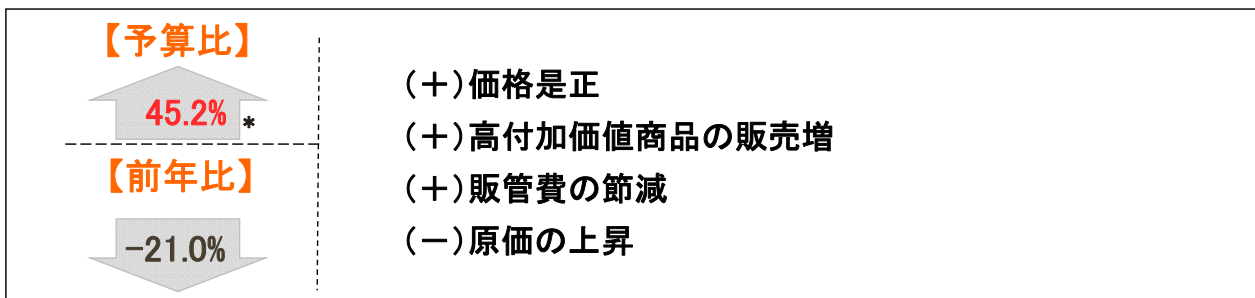 【予算比】
45.2% *
【前年比】
-21.0%
(+)価格是正
(+)高付加価値商品の販売増
(+)販管費の節減
(-)原価の上昇